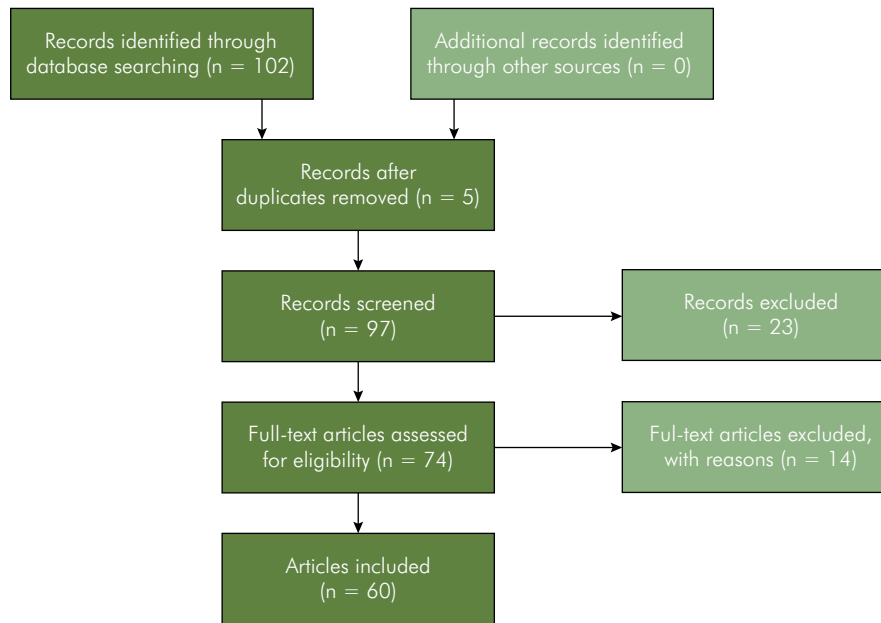 Records identified through
database searching (n = 102)
Additional records identified
through other sources (n = 0)
Records after
duplicates removed (n = 5)
Records screened
(n = 97)
Records excluded
(n = 23)
Full-text articles assessed
for eligibility (n = 74)
Ful-text articles excluded,
with reasons (n = 14)
Articles included
(n = 60)